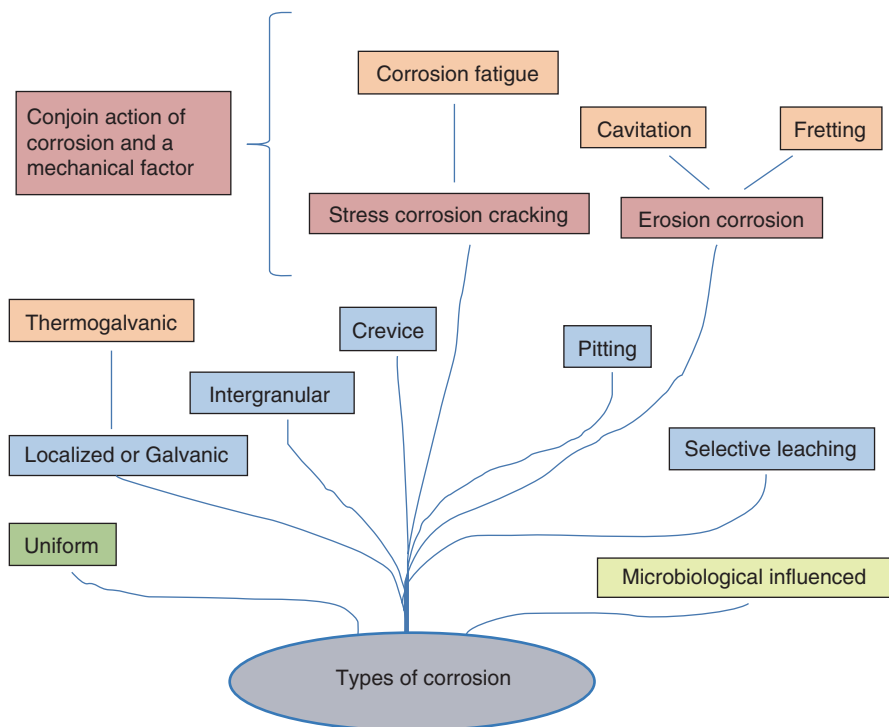 Corrosion fatigue
Conjoin action of
corrosion and a
mechanical factor
Cavitation
Fretting
Stress corrosion cracking
Erosion corrosion
Thermogalvanic
Crevice
Pitting
Intergranular
Localized or Galvanic
Selective leaching
Uniform
Microbiological influenced
Types of corrosion